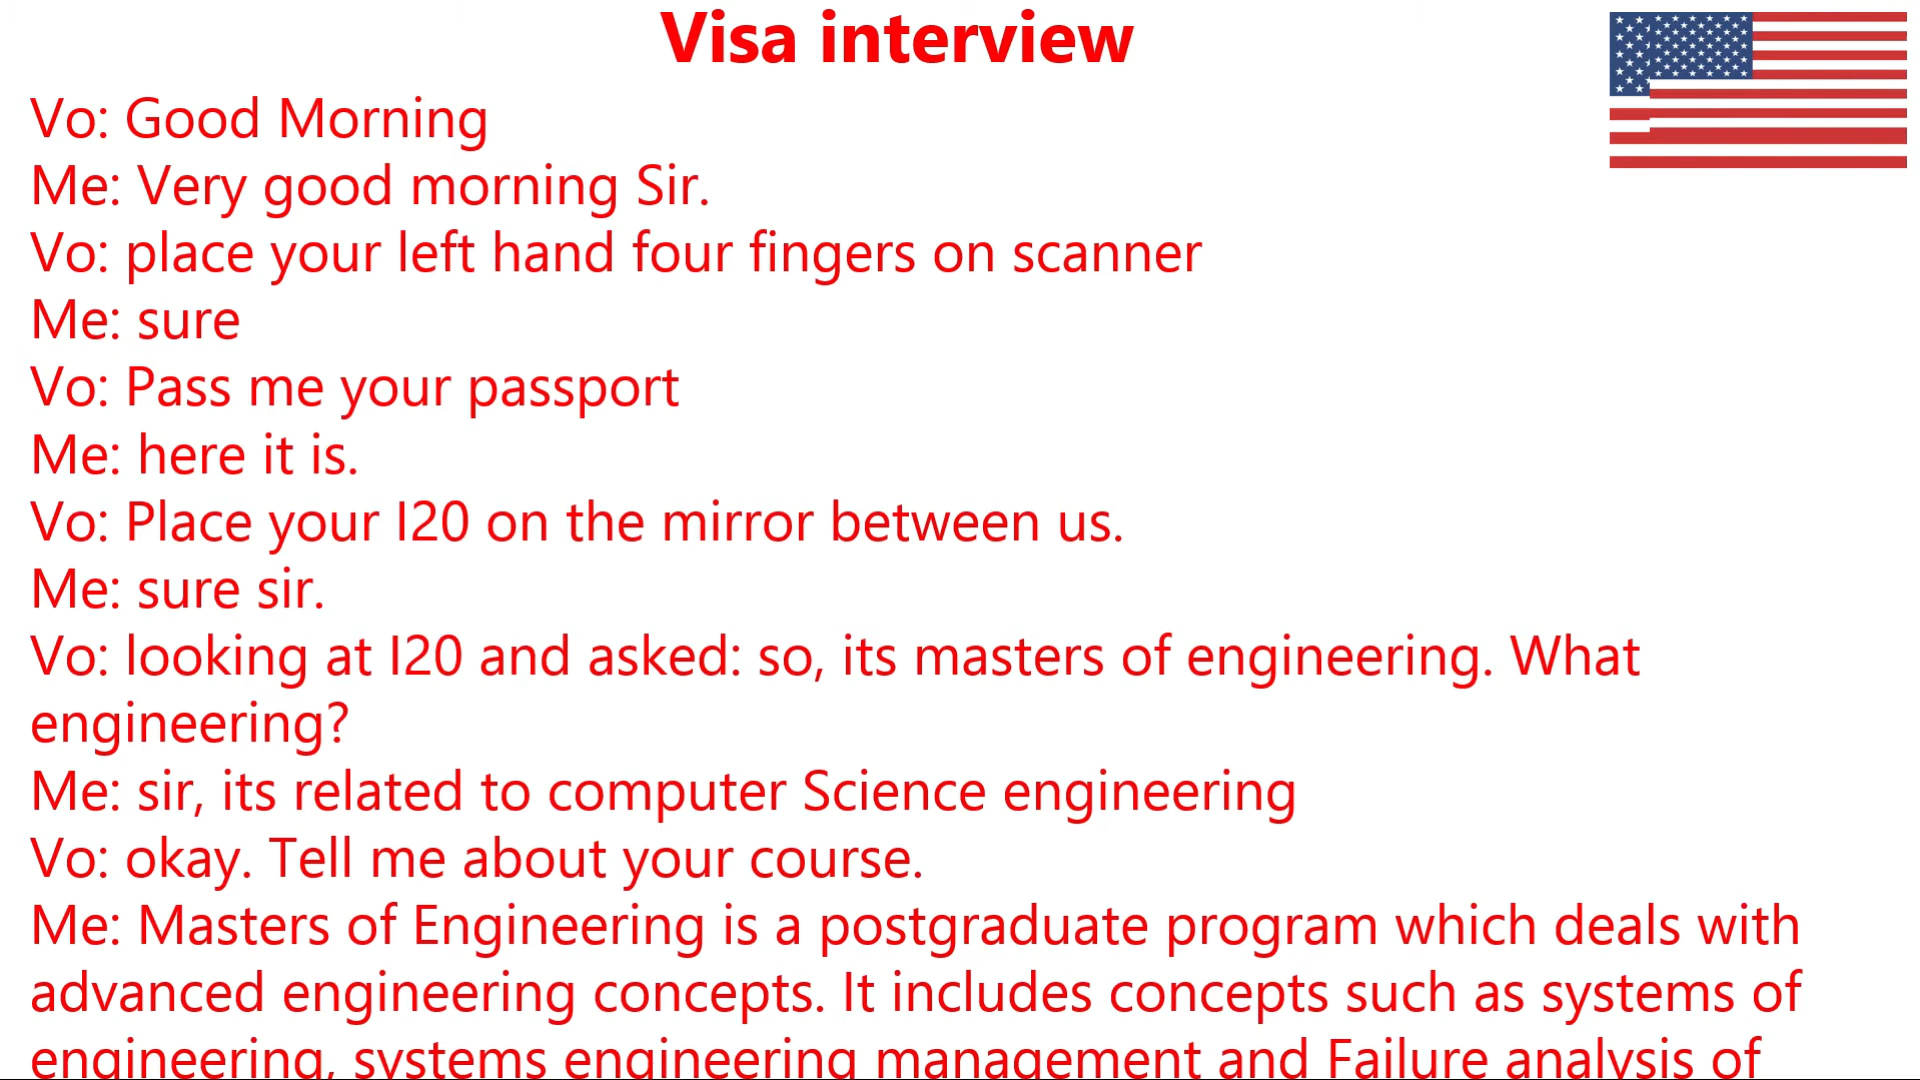 Visa interview
Vo: Good Morning
Me: Very good morning Sir.
Vo: place your left hand four fingers on scanner
Me: sure
Vo: Pass me your passport
Me: here it is.
Vo: Place your I20 on the mirror between us.
Me: sure sir.
Vo: looking at I20 and asked: so, its masters of engineering. What
engineering?
Me: sir, its related to computer Science engineering
Vo: okay. Tell me about your course.
Me: Masters of Engineering is a postgraduate program which deals with
advanced engineering concepts. It includes concepts such as systems of
engineering, systems engineering management and Failure analysis of